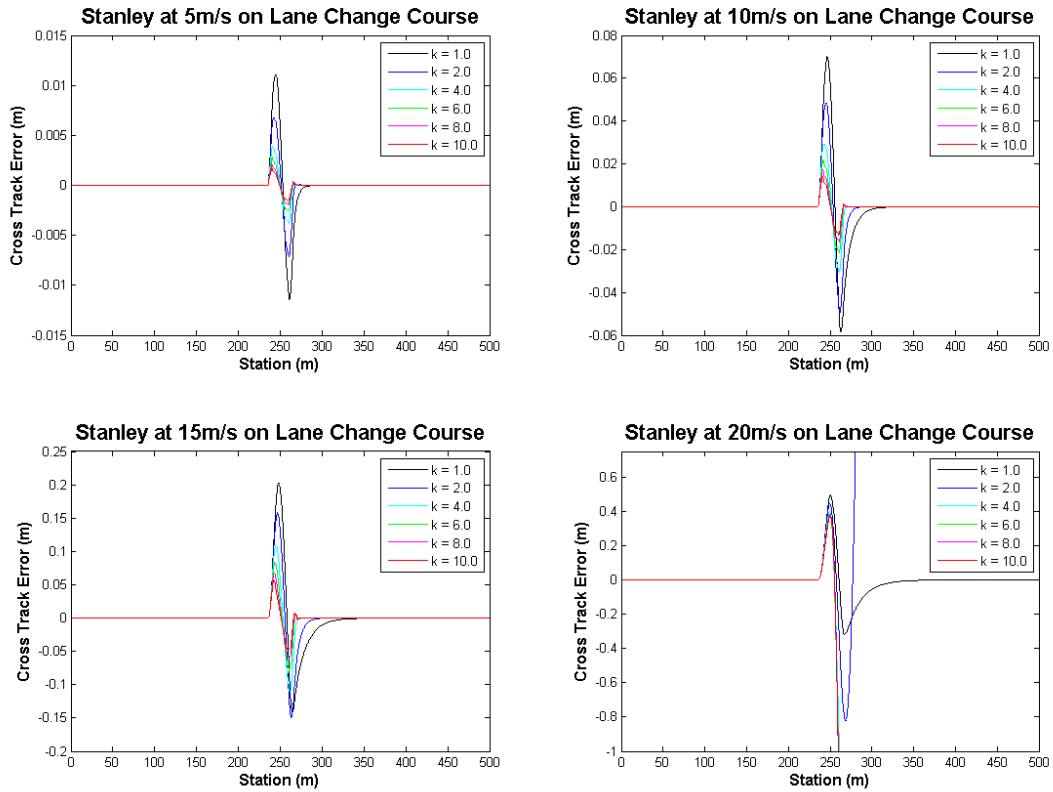 Stanley at 5m/s on Lane Change Course
Cross Track Error (m)
0.015
0.01
0.005
0
-0.005
-0.01
-0.015
k = 1.0
k = 2.0
k = 4.0
k = 6.0
k = 8.0
k = 10.0
0 50 100 150 200 250 300 350 400 450 500
Station (m)
Stanley at 10m/s on Lane Change Course
Cross Track Error (m)
0.08
0.06
0.04
0.02
0
-0.02
-0.04
-0.06
k = 1.0
k = 2.0
k = 4.0
k = 6.0
k = 8.0
k = 10.0
0 50 100 150 200 250 300 350 400 450 500
Station (m)
Stanley at 15m/s on Lane Change Course
Cross Track Error (m)
0.25
0.2
0.15
0.1
0.05
0
-0.05
-0.1
-0.15
-0.2
k = 1.0
k = 2.0
k = 4.0
k = 6.0
k = 8.0
k = 10.0
0 50 100 150 200 250 300 350 400 450 500
Station (m)
Stanley at 20m/s on Lane Change Course
Cross Track Error (m)
0.4
0.2
0
-0.2
-0.4
-0.6
-0.8
-1
k = 1.0
k = 2.0
k = 4.0
k = 6.0
k = 8.0
k = 10.0
0 50 100 150 200 250 300 350 400 450 500
Station (m)